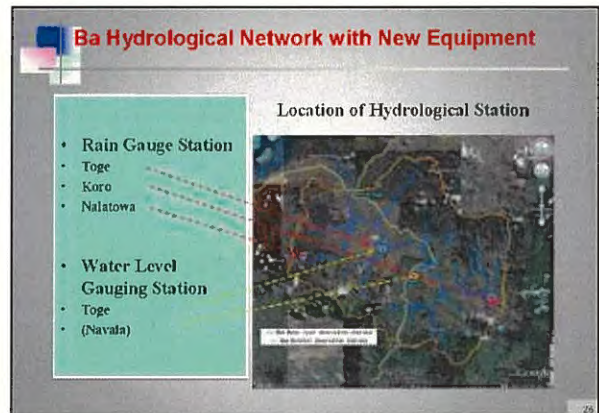 Ba Hydrological Network with New Equipment
Location of Hydrological Station
• Rain Gauge Station
• Toge
• Koro
• Nalatowa
• Water Level
Gauging Station
• Toge
• (Navala)
26